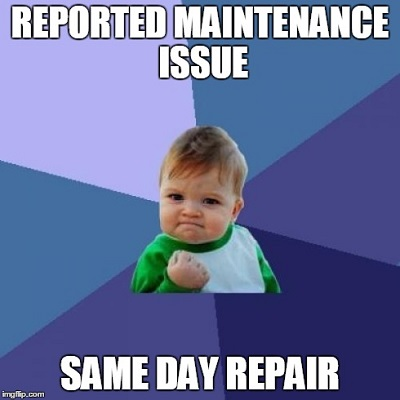 REPORTED MAINTENANCE
ISSUE
SAME DAY REPAIR
imgflip.com